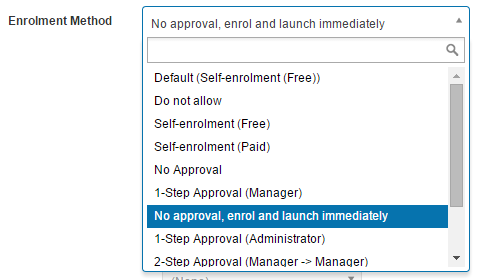 Enrolment Method
No approval, enrol and launch immediately
Default (Self-enrolment (Free))
Do not allow
Self-enrolment (Free)
Self-enrolment (Paid)
No Approval
1-Step Approval (Manager)
No approval, enrol and launch immediately
1-Step Approval (Administrator)
2-Step Approval (Manager -> Manager)
(None)